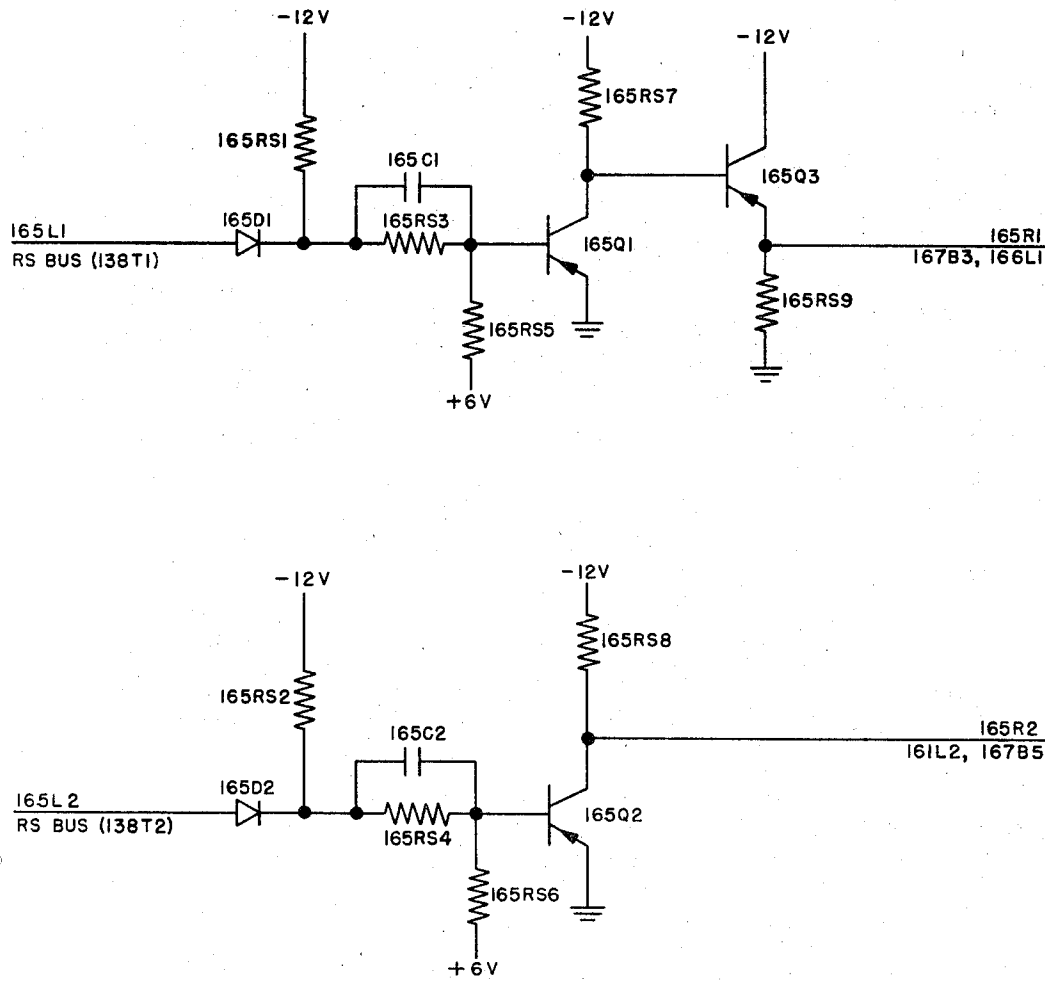 -12V
-12V
-12V
165RS7
165RS1
165C1
165Q3
165L1
165D1
165RS3
165Q1
165R1
RS BUS (138T1)
167B3, 166L1
165RS5
165RS9
+6V
-12V
-12V
165RS8
165RS2
165C2
165R2
161L2, 167B5
165L2
165D2
165Q2
RS BUS (138T2)
165RS4
165RS6
+6V